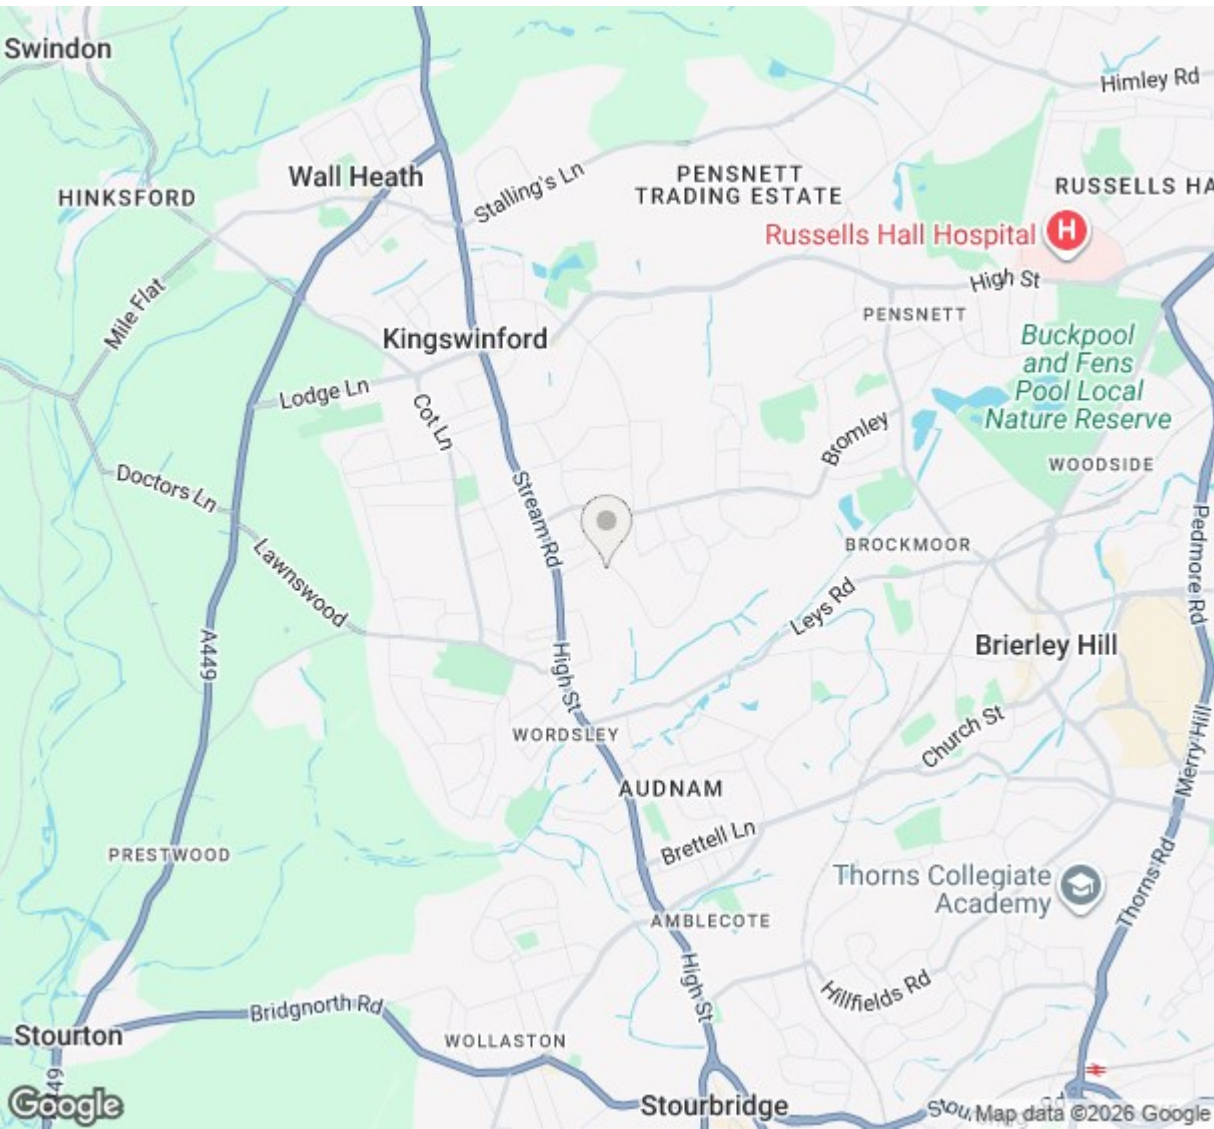 Swindon
Himley Rd
Wall Heath
Stalling's Ln
PENSNETT
TRADING ESTATE
HINKSFORD
RUSSELLS HA
Russells Hall Hospital
H
High St
Mile Flat
PENSNETT
Kingswinford
Buckpool
and Fens
Pool Local
Nature Reserve
Lodge Ln
Cot Ln
Bromley
WOODSIDE
Doctors Ln
Stream Rd
Pedmore Rd
BROCKMOOR
Lawnswood
Leys Rd
A449
Brierley Hill
High St
Church St
WORDSLEY
Merry Hill
AUDNAM
Brettell Ln
PRESTWOOD
Thorns Collegiate
Academy
Thorns Rd
AMBLECOTE
High St
Hillfields Rd
Bridgnorth Rd
Stourton
WOLLASTON
449
Google
Stourbridge
Stou
Rd
Map data ©2026 Google